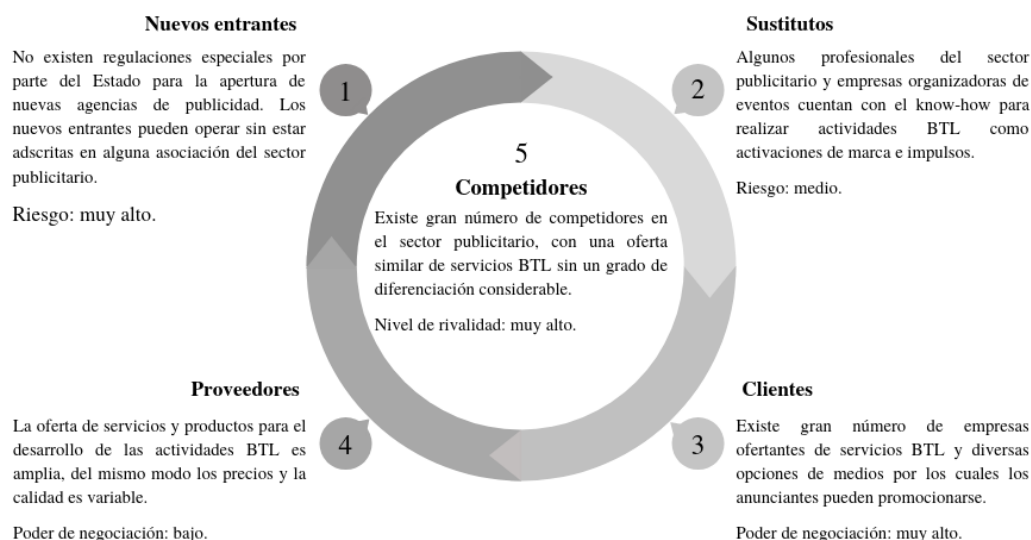 Nuevos entrantes
No existen regulaciones especiales por
parte del Estado para la apertura de
nuevas agencias de publicidad. Los
nuevos entrantes pueden operar sin estar
adscritas en alguna asociación del sector
publicitario.
Riesgo: muy alto.
1
Sustitutos
Algunos profesionales del sector
publicitario y empresas organizadoras de
eventos cuentan con el know-how para
realizar actividades BTL como
activaciones de marca e impulsos.
Riesgo: medio.
2
5
Competidores
Existe gran número de competidores en
el sector publicitario, con una oferta
similar de servicios BTL sin un grado de
diferenciación considerable.
Nivel de rivalidad: muy alto.
Clientes
Existe gran número de empresas
ofertantes de servicios BTL y diversas
opciones de medios por los cuales los
anunciantes pueden promocionarse.
Poder de negociación: muy alto.
3
Proveedores
La oferta de servicios y productos para el
desarrollo de las actividades BTL es
amplia, del mismo modo los precios y la
calidad es variable.
Poder de negociación: bajo.
4